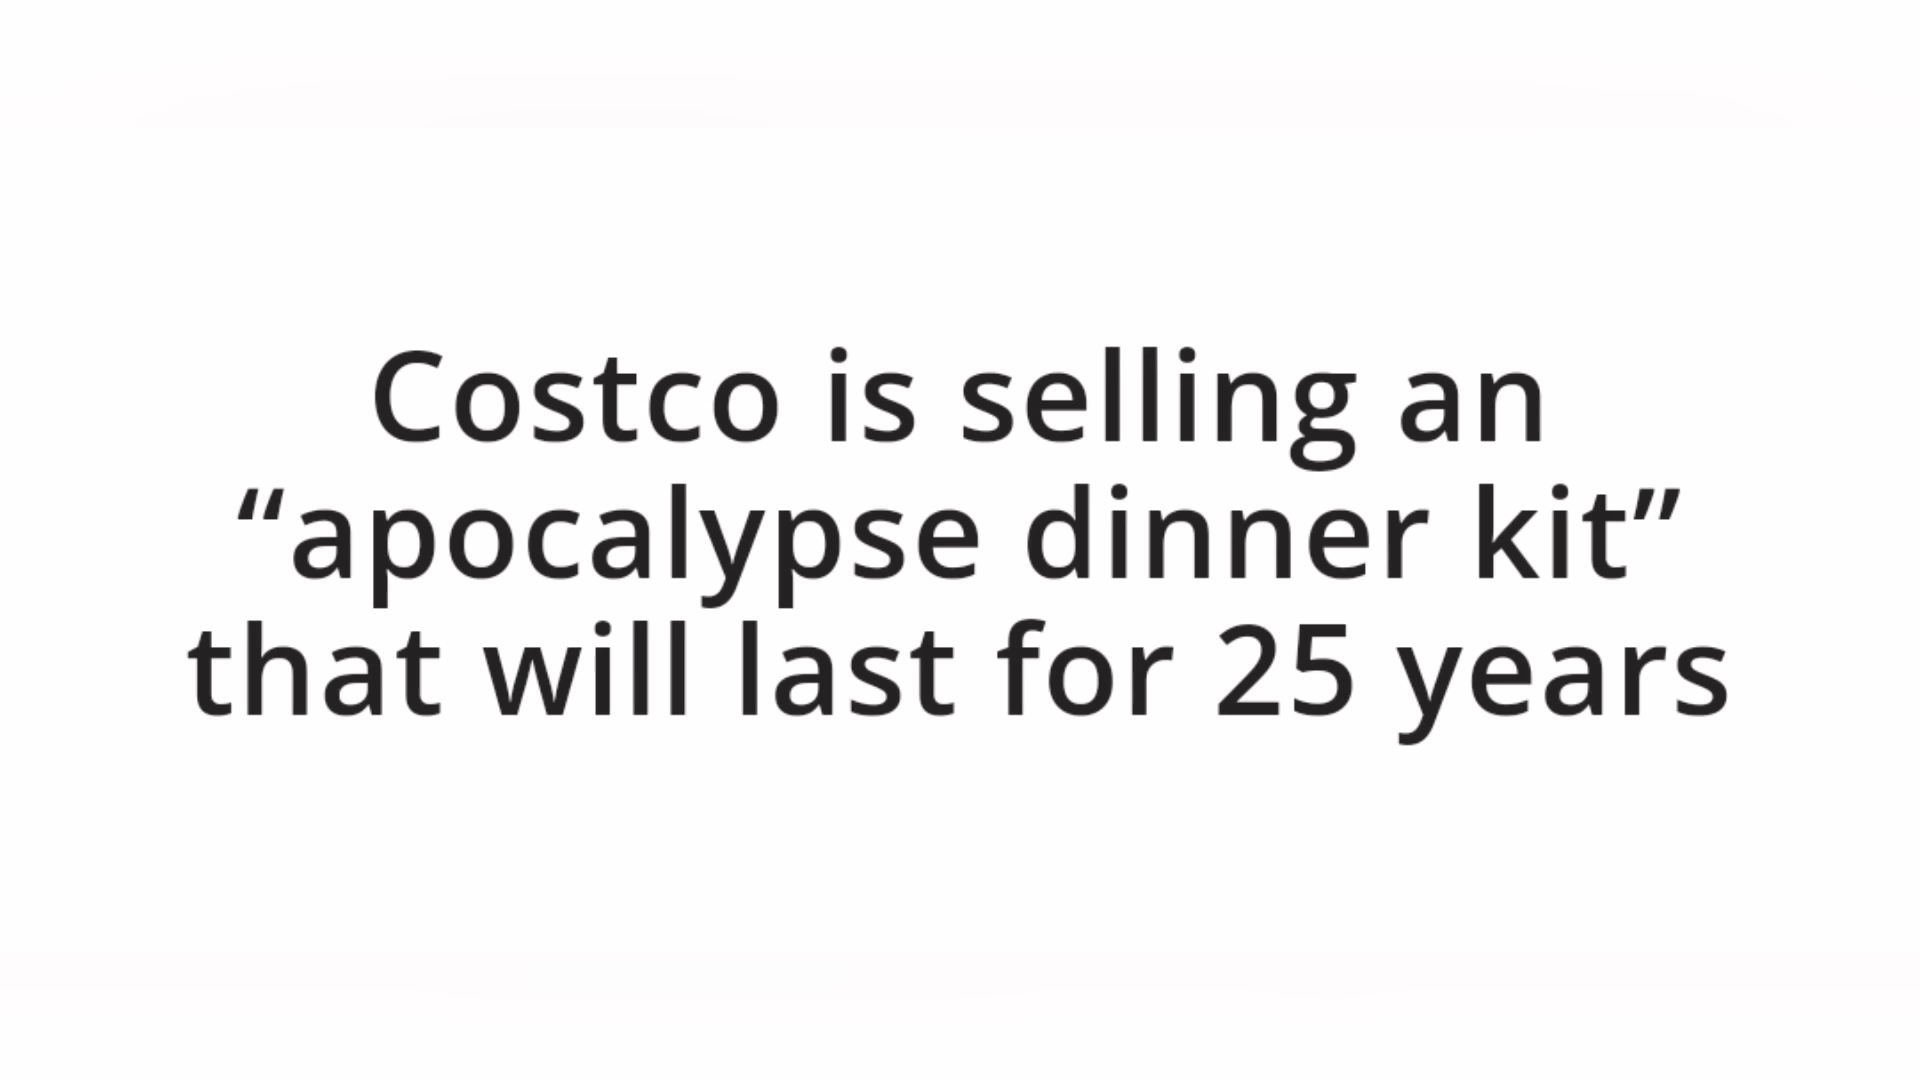 Costco is selling an
“apocalypse dinner kit”
that will last for 25 years